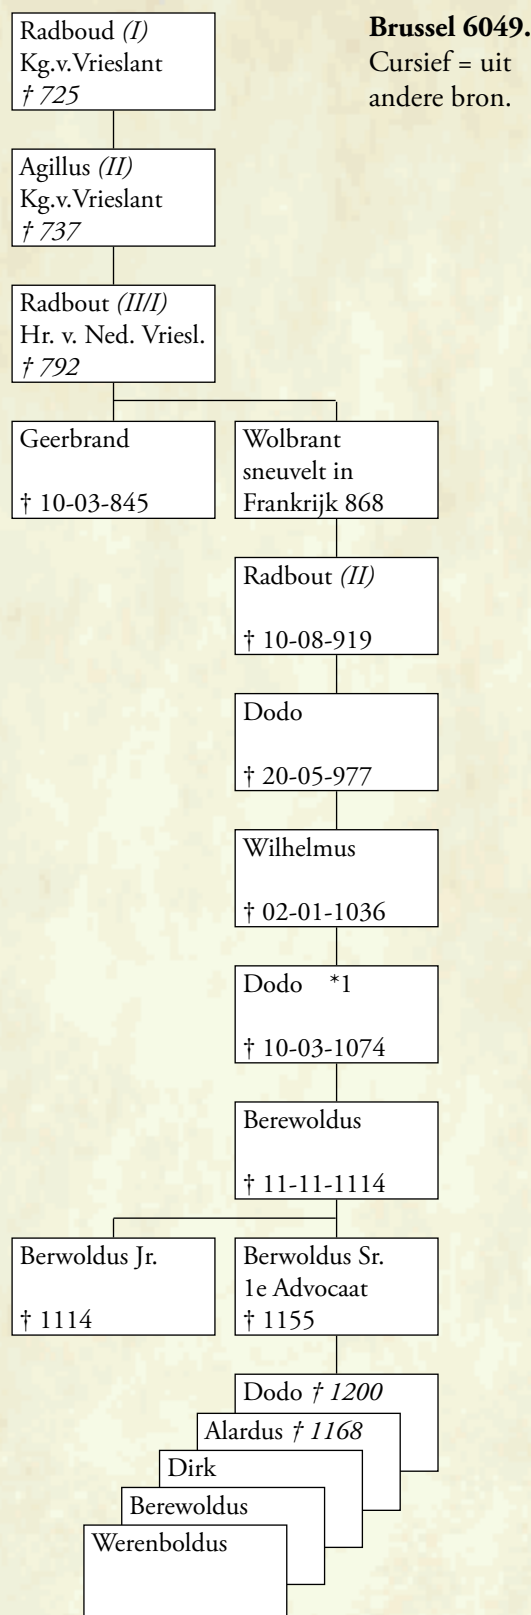 Radboud (I)
Kg.v.Vrieslant
† 725
Brussel 6049.
Cursief = uit
andere bron.
Agillus (II)
Kg.v.Vrieslant
† 737
Radbout (II/I)
Hr. v. Ned. Vriesl.
† 792
Geerbrand
† 10-03-845
Wolbrant
sneuvelt in
Frankrijk 868
Radbout (II)
† 10-08-919
Dodo
† 20-05-977
Wilhelmus
† 02-01-1036
Dodo *1
† 10-03-1074
Berewoldus
† 11-11-1114
Berwoldus Jr.
† 1114
Berwoldus Sr.
1e Advocaat
† 1155
Dodo † 1200
Alardus † 1168
Dirk
Berewoldus
Werenboldus